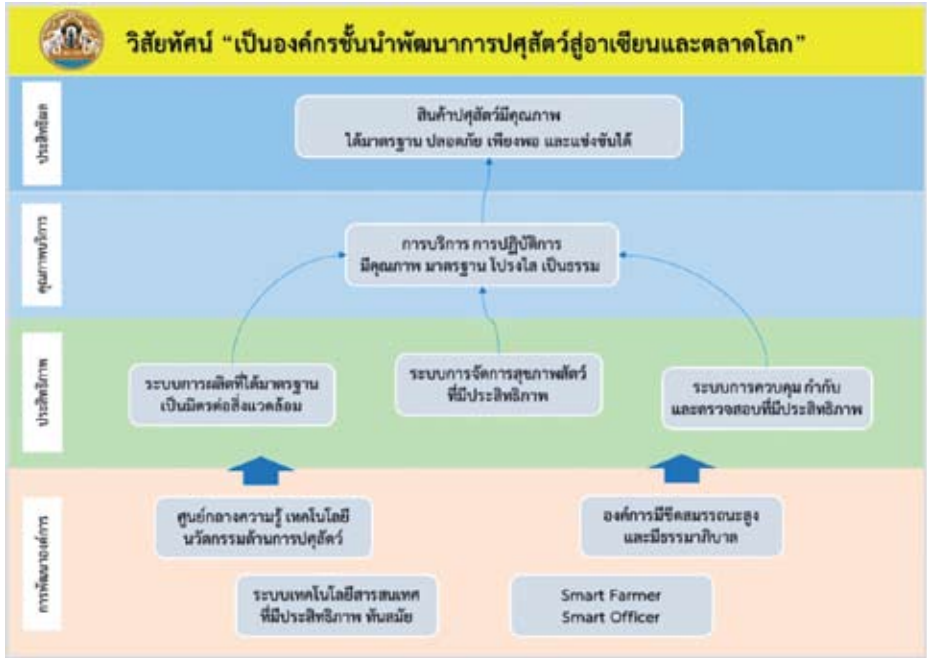 วิสัยทัศน์ “เป็นองค์กรชั้นนำพัฒนาการปศุสัตว์สู่อาเซียนและตลาดโลก”
ประสิทธิผล
สินค้าปศุสัตว์มีคุณภาพ
ได้มาตรฐาน ปลอดภัย เพียงพอ และแข่งขันได้
คุณภาพบริการ
การบริการ การปฏิบัติการ
มีคุณภาพ มาตรฐาน โปร่งใส เป็นธรรม
ประสิทธิภาพ
ระบบการผลิตที่ได้มาตรฐาน
เป็นมิตรต่อสิ่งแวดล้อม
ระบบการจัดการสุขภาพสัตว์
ที่มีประสิทธิภาพ
ระบบการควบคุม กำกับ
และตรวจสอบที่มีประสิทธิภาพ
การพัฒนาองค์การ
ศูนย์กลางความรู้ เทคโนโลยี
นวัตกรรมด้านการปศุสัตว์
องค์การมีขีดสมรรถนะสูง
และมีธรรมาภิบาล
ระบบเทคโนโลยีสารสนเทศ
ที่มีประสิทธิภาพ ทันสมัย
Smart Farmer
Smart Officer